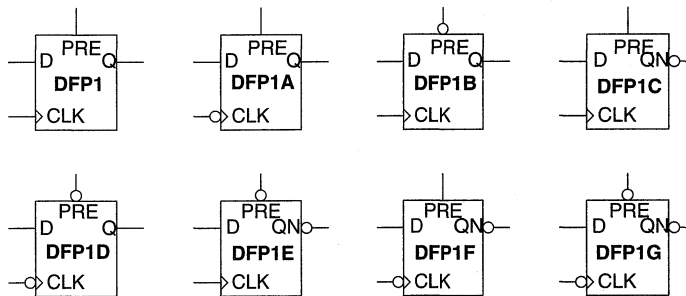 PRE PRE PRE PRE
D Q D Q D Q D QN
DFP1 DFP1A DFP1B DFP1C
CLK CLK CLK CLK
PRE PRE PRE PRE
D Q D QN D QN D QN
DFP1D DFP1E DFP1F DFP1G
CLK CLK CLK CLK